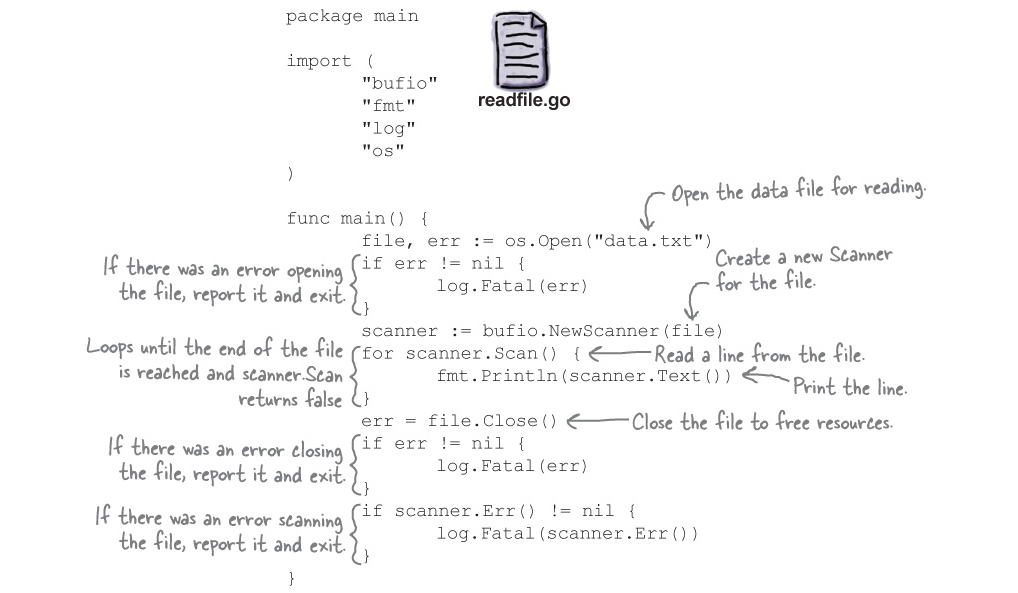 package main
readfile.go
import (
"bufio"
"fmt"
"log"
"os"
)
Open the data file for reading.
func main() {
file, err := os.Open("data.txt")
If there was an error opening
the file, report it and exit.
if err != nil {
log.Fatal(err)
}
Create a new Scanner
for the file.
scanner := bufio.NewScanner(file)
Loops until the end of the file
is reached and scanner.Scan
returns false
for scanner.Scan() {
Read a line from the file.
fmt.Println(scanner.Text())
Print the line.
}
err = file.Close()
Close the file to free resources.
If there was an error closing
the file, report it and exit.
if err != nil {
log.Fatal(err)
}
If there was an error scanning
the file, report it and exit.
if scanner.Err() != nil {
log.Fatal(scanner.Err())
}
}